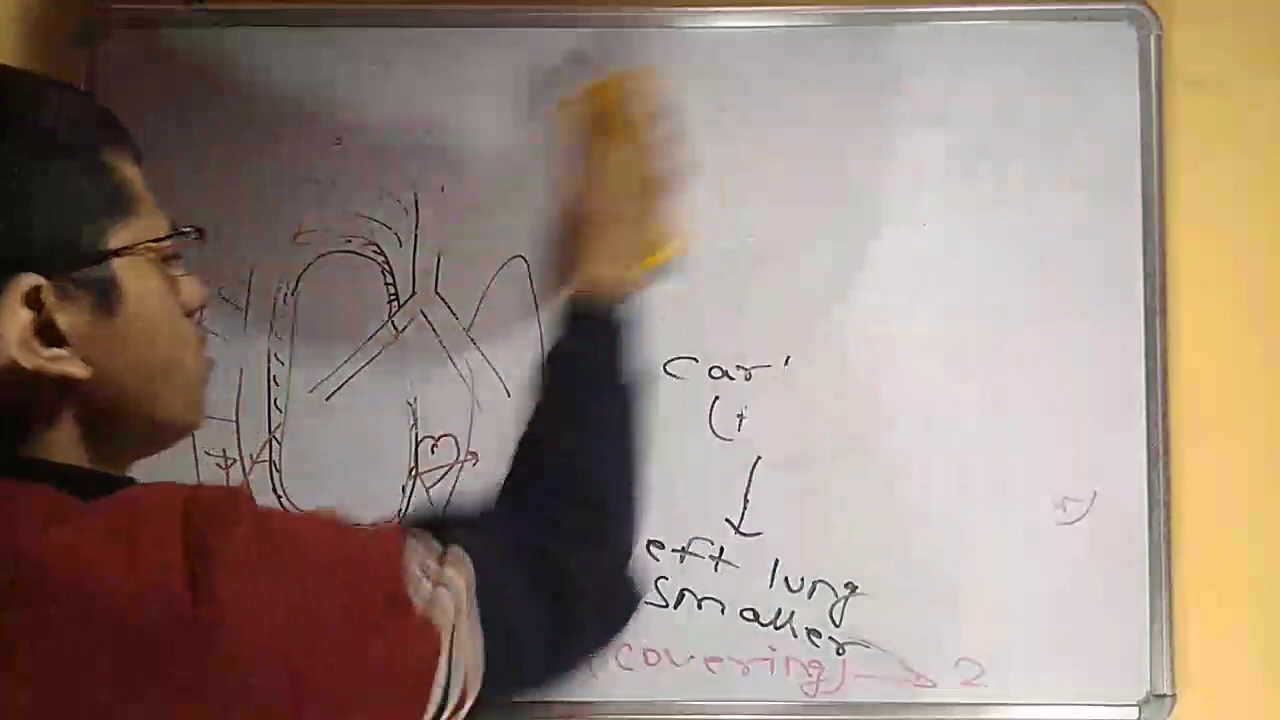 car
eft lung
smaller
(covering) → 2